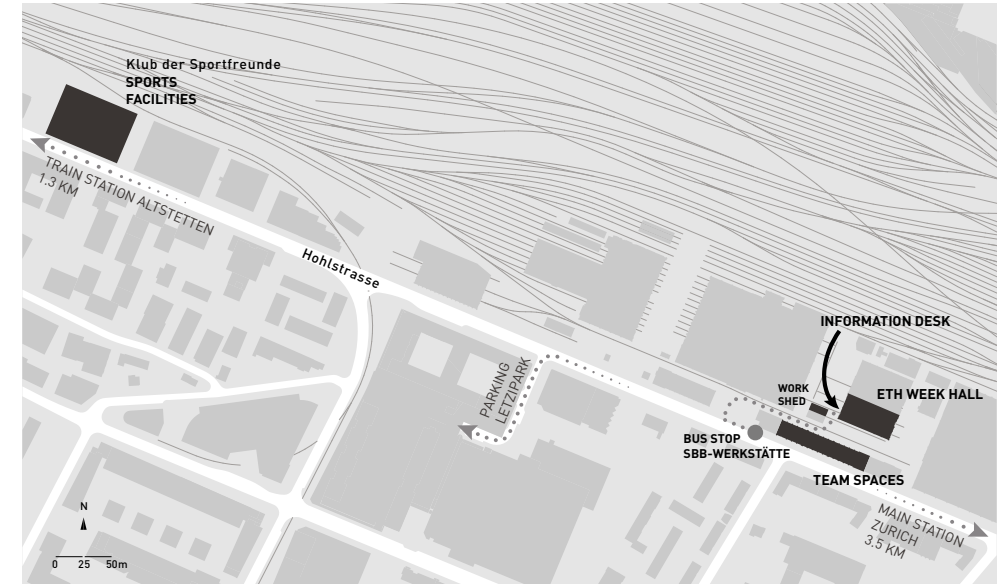 Klub der Sportfreunde
SPORTS
FACILITIES
TRAIN STATION ALTSTETTEN
1.3 KM
Hohlstrasse
INFORMATION DESK
PARKING
LETZIPARK
WORK
SHED
ETH WEEK HALL
BUS STOP
SBB-WERKSTÄTTE
TEAM SPACES
MAIN STATION
ZURICH
3.5 KM
N
0 25 50m